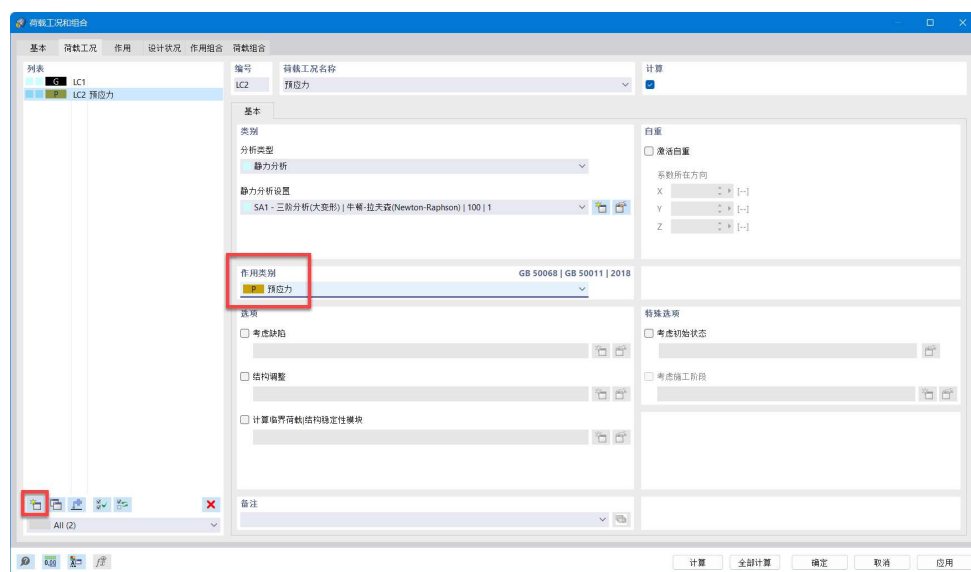 荷载工况和组合
基本 荷载工况 作用 设计状况 作用组合 荷载组合
列表
G LC1
P LC2 预应力
编号 荷载工况名称
LC2 预应力
计算
基本
类别
分析类型
静力分析
静力分析设置
SA1 - 三阶分析(大变形) | 牛顿-拉夫森(Newton-Raphson) | 100 | 1
自重
激活自重
系数所在方向
X [--]
Y [--]
Z [--]
作用类别 GB 50068 | GB 50011 | 2018
P 预应力
选项
考虑缺陷
结构调整
计算临界荷载|结构稳定性模块
特殊选项
考虑初始状态
考虑施工阶段
All (2)
备注
0.00
计算 全部计算 确定 取消 应用